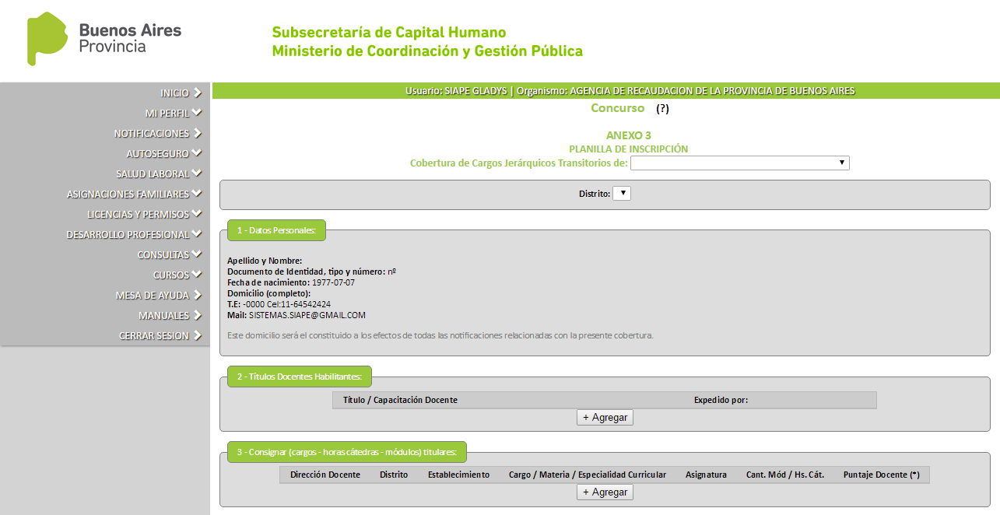 Buenos Aires
Provincia
Subsecretaría de Capital Humano
Ministerio de Coordinación y Gestión Pública
INICIO
MI PERFIL
NOTIFICACIONES
AUTOSEGURO
SALUD LABORAL
ASIGNACIONES FAMILIARES
LICENCIAS Y PERMISOS
DESARROLLO PROFESIONAL
CONSULTAS
CURSOS
MESA DE AYUDA
MANUALES
CERRAR SESION
Usuario: SIAPE GLADYS | Organismo: AGENCIA DE RECAUDACION DE LA PROVINCIA DE BUENOS AIRES
Concurso (?)
ANEXO 3
PLANILLA DE INSCRIPCIÓN
Cobertura de Cargos Jerárquicos Transitorios de:
Distrito:
1 - Datos Personales:
Apellido y Nombre:
Documento de Identidad, tipo y número: nº
Fecha de nacimiento: 1977-07-07
Domicilio (completo):
T.E: -0000 Cel:11-64542424
Mail: SISTEMAS.SIAPE@GMAIL.COM
Este domicilio será el constituido a los efectos de todas las notificaciones relacionadas con la presente cobertura.
2 - Títulos Docentes Habilitantes:
Título / Capacitación Docente Expedido por:
+ Agregar
3 - Consignar (cargos - horas cátedras - módulos) titulares:
Dirección Docente Distrito Establecimiento Cargo / Materia / Especialidad Curricular Asignatura Cant. Mód / Hs. Cát. Puntaje Docente (*)
+ Agregar